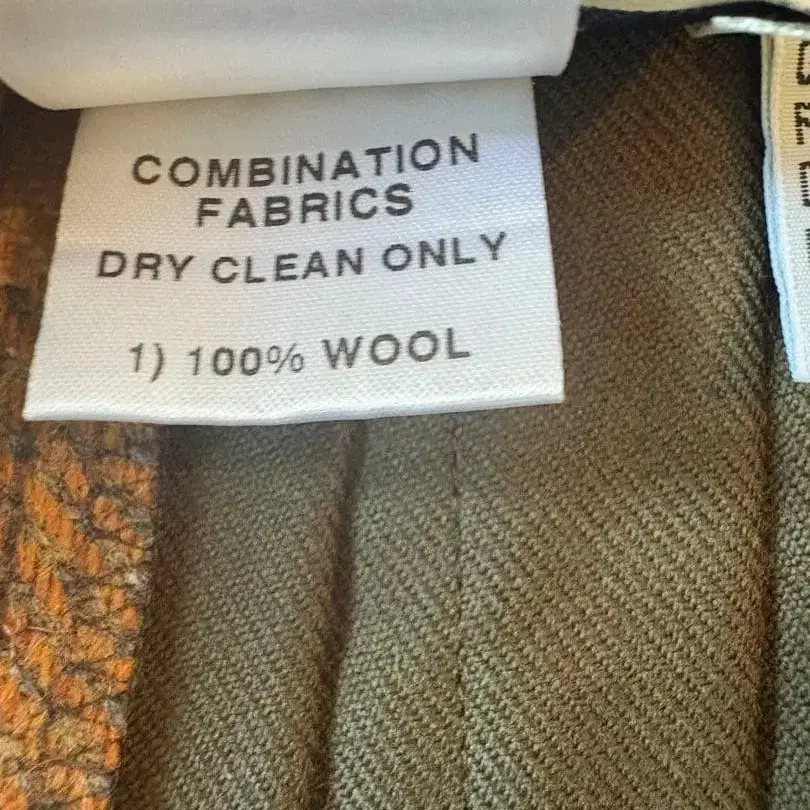 COMBINATION
FABRICS
DRY CLEAN ONLY
1) 100% WOOL